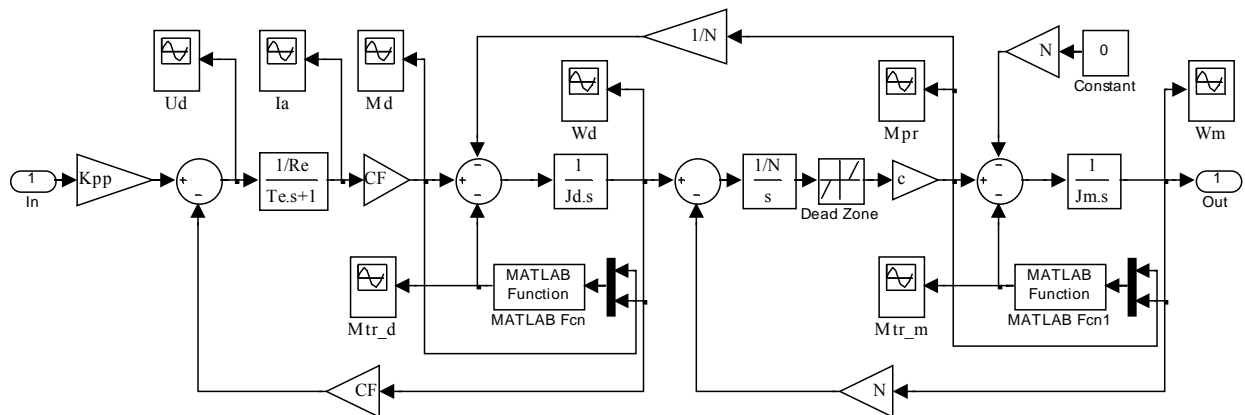 1/N
N
0
Constant
Ud
Ia
Md
Wd
Mpr
Wm
1
In
Kpp
+
−
1/Re
Te.s+1
CF
−
+
−
1
Jd.s
+
−
1/N
s
Dead Zone
c
−
+
−
1
Jm.s
1
Out
Mtr_d
MATLAB
Function
MATLAB Fcn
Mtr_m
MATLAB
Function
MATLAB Fcn1
CF
N